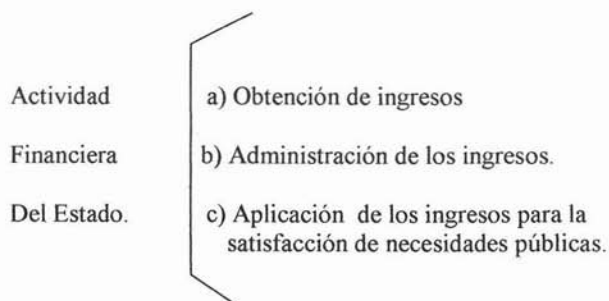 Actividad
Financiera
Del Estado.
a) Obtención de ingresos
b) Administración de los ingresos.
c) Aplicación de los ingresos para la
satisfacción de necesidades públicas.